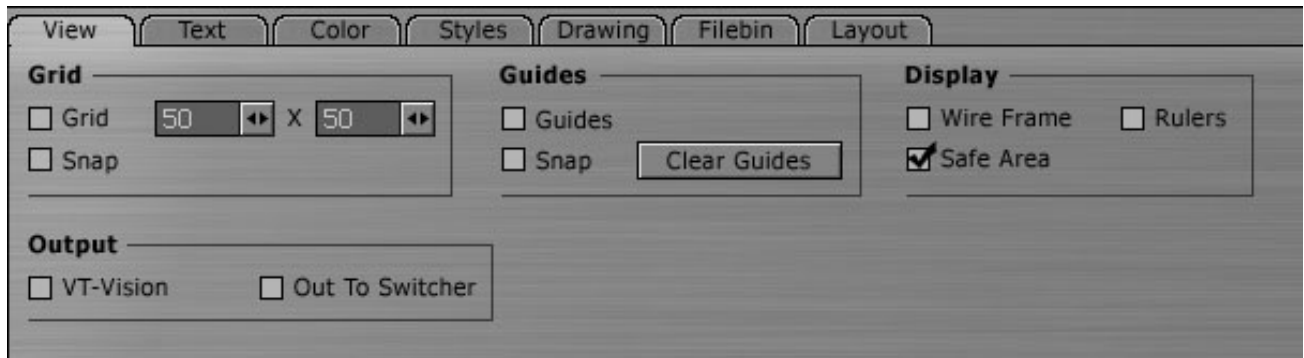 View Text Color Styles Drawing Filebin Layout
Grid
Grid 50 X 50
Snap
Guides
Guides
Snap Clear Guides
Display
Wire Frame Rulers
Safe Area
Output
VT-Vision Out To Switcher